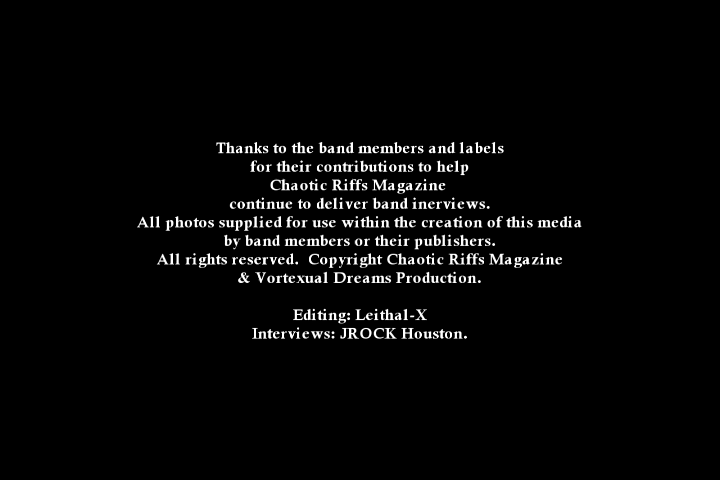 Thanks to the band members and labels
for their contributions to help
Chaotic Riffs Magazine
continue to deliver band inerviews.
All photos supplied for use within the creation of this media
by band members or their publishers.
All rights reserved.  Copyright Chaotic Riffs Magazine
& Vortexual Dreams Production.
Editing: Leithal-X
Interviews: JROCK Houston.